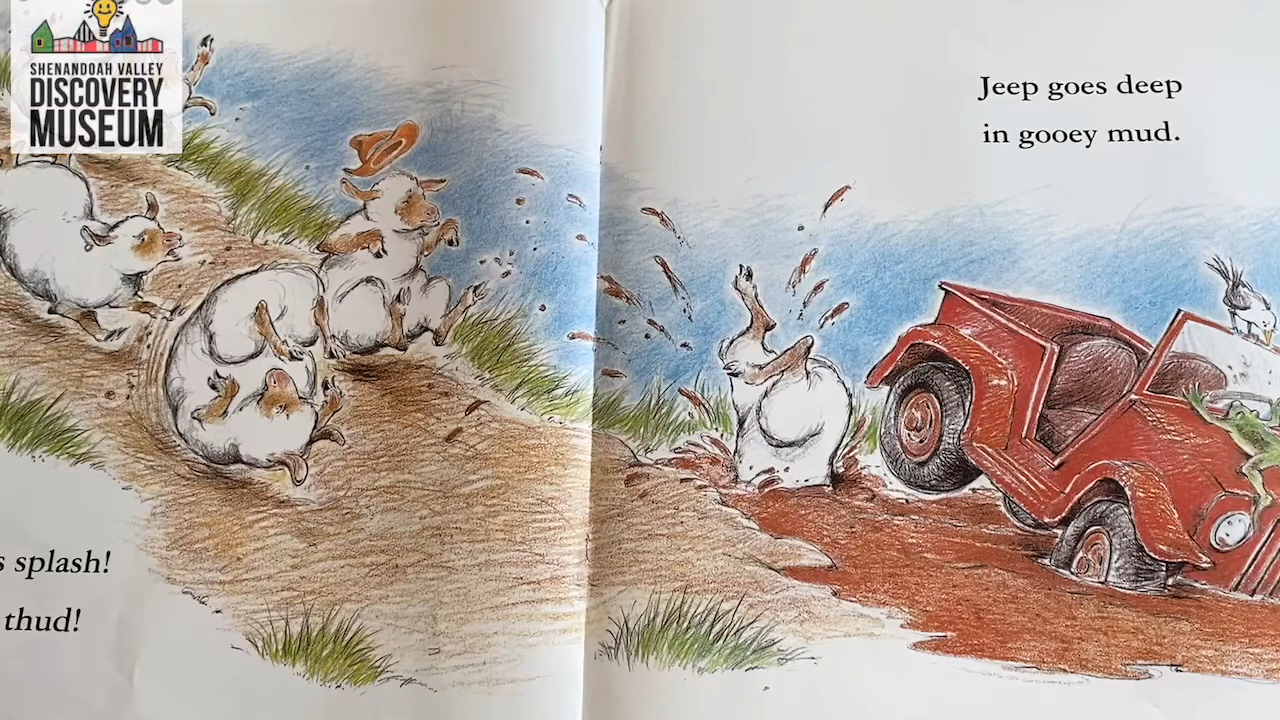 SHENANDOAH VALLEY
DISCOVERY
MUSEUM
splash!
thud!
Jeep goes deep
in gooey mud.